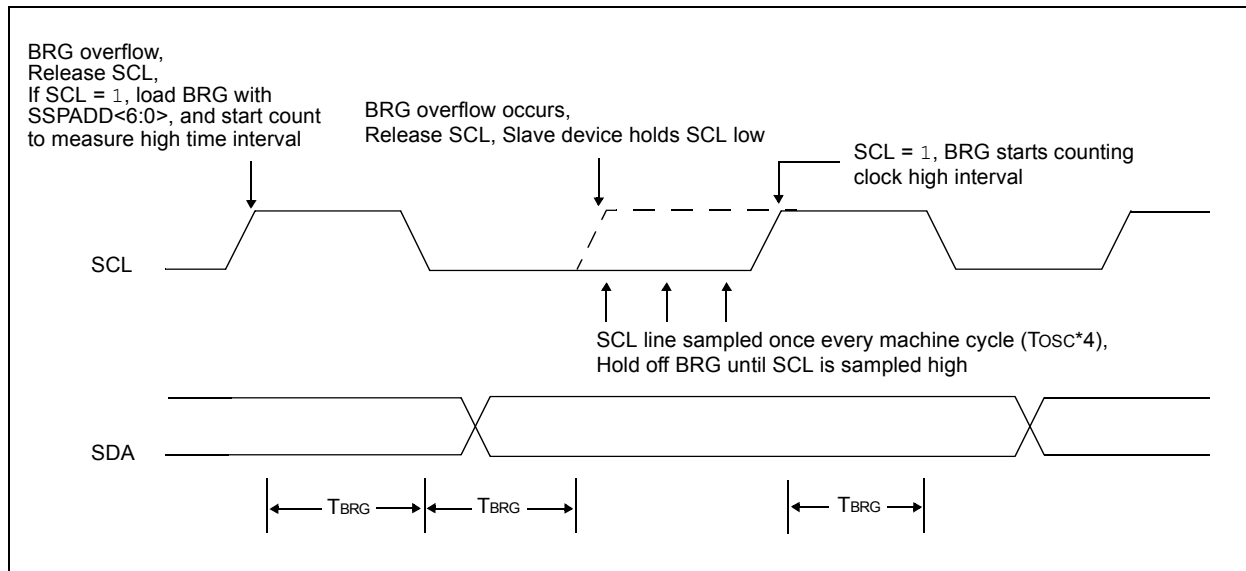 BRG overflow,
Release SCL,
If SCL = 1, load BRG with
SSPADD<6:0>, and start count
to measure high time interval
BRG overflow occurs,
Release SCL, Slave device holds SCL low
SCL = 1, BRG starts counting
clock high interval
SCL
SCL line sampled once every machine cycle (TOSC*4),
Hold off BRG until SCL is sampled high
SDA
TBRG
TBRG
TBRG